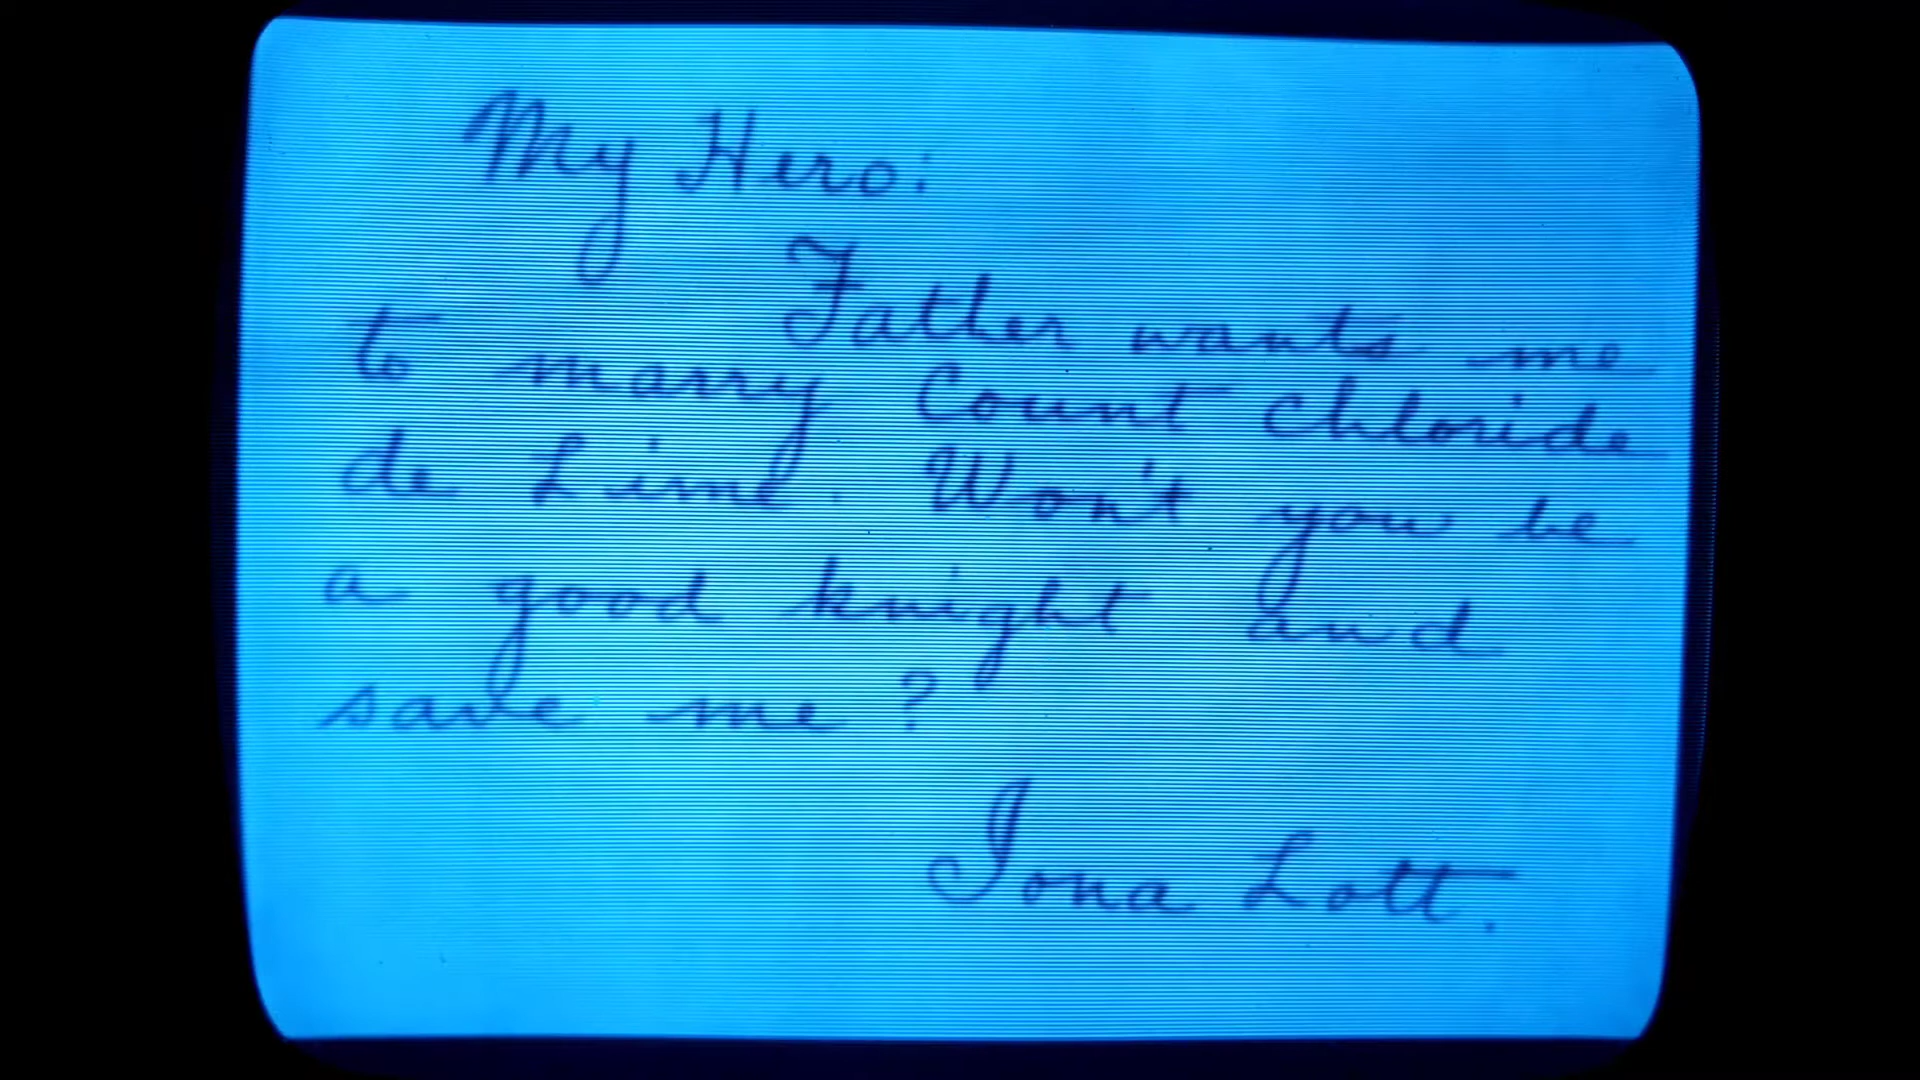 My Hero:
Father wants me
to marry Count Chloride
de Lime. Won't you be
a good knight and
save me?
Iona Lott.